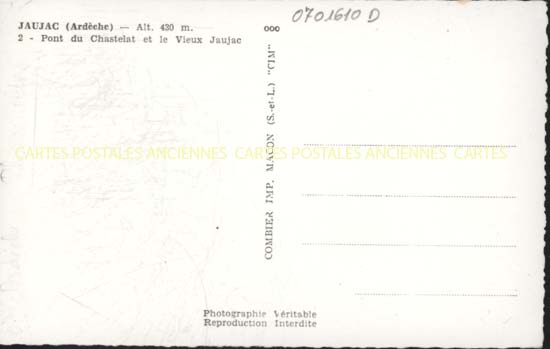 JAUJAC (Ardèche) — Alt. 430 m.
2 - Pont du Chastelat et le Vieux Jaujac
000
0701610 D
COMBIER IMP. MACON (S.-et-L.) "CIM"
CARTES POSTALES ANCIENNES CARTES POSTALES ANCIENNES CARTES
Photographie Véritable
Reproduction Interdite